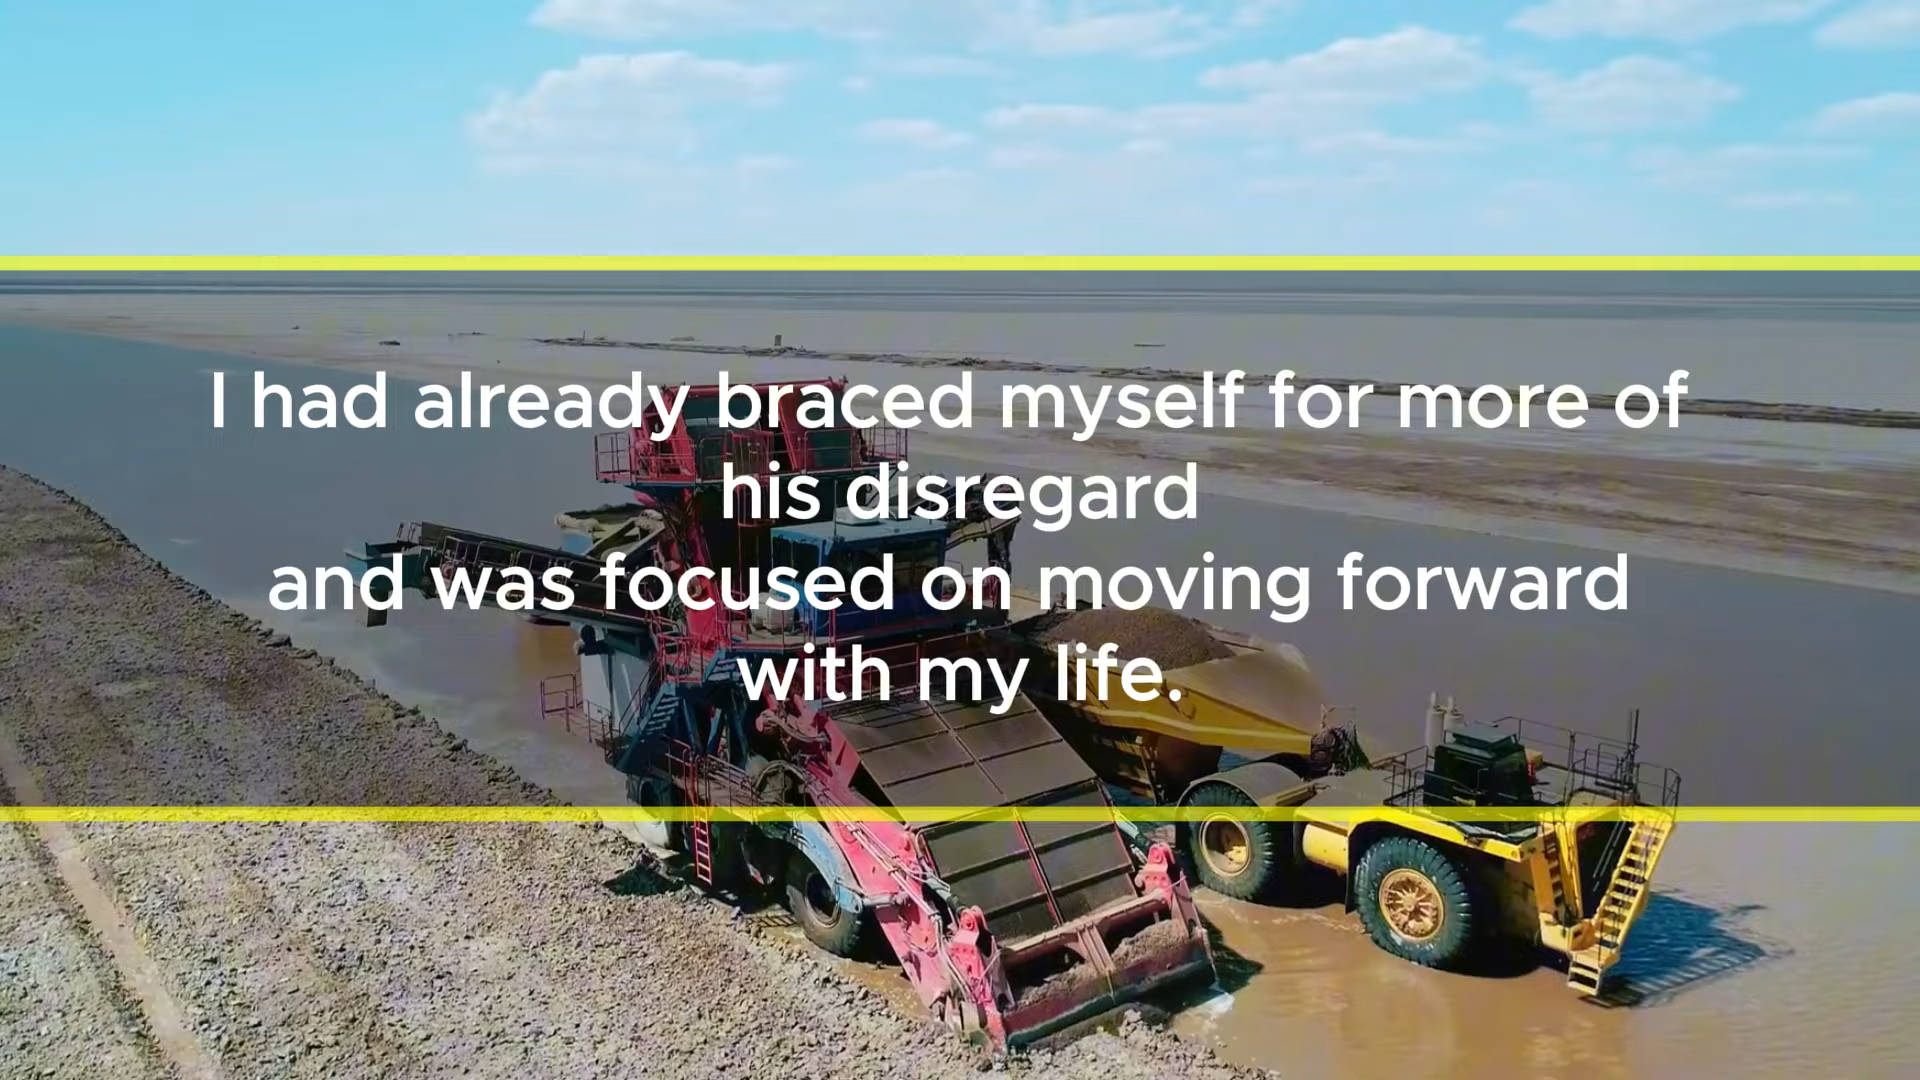 I had already braced myself for more of
his disregard
and was focused on moving forward
with my life.